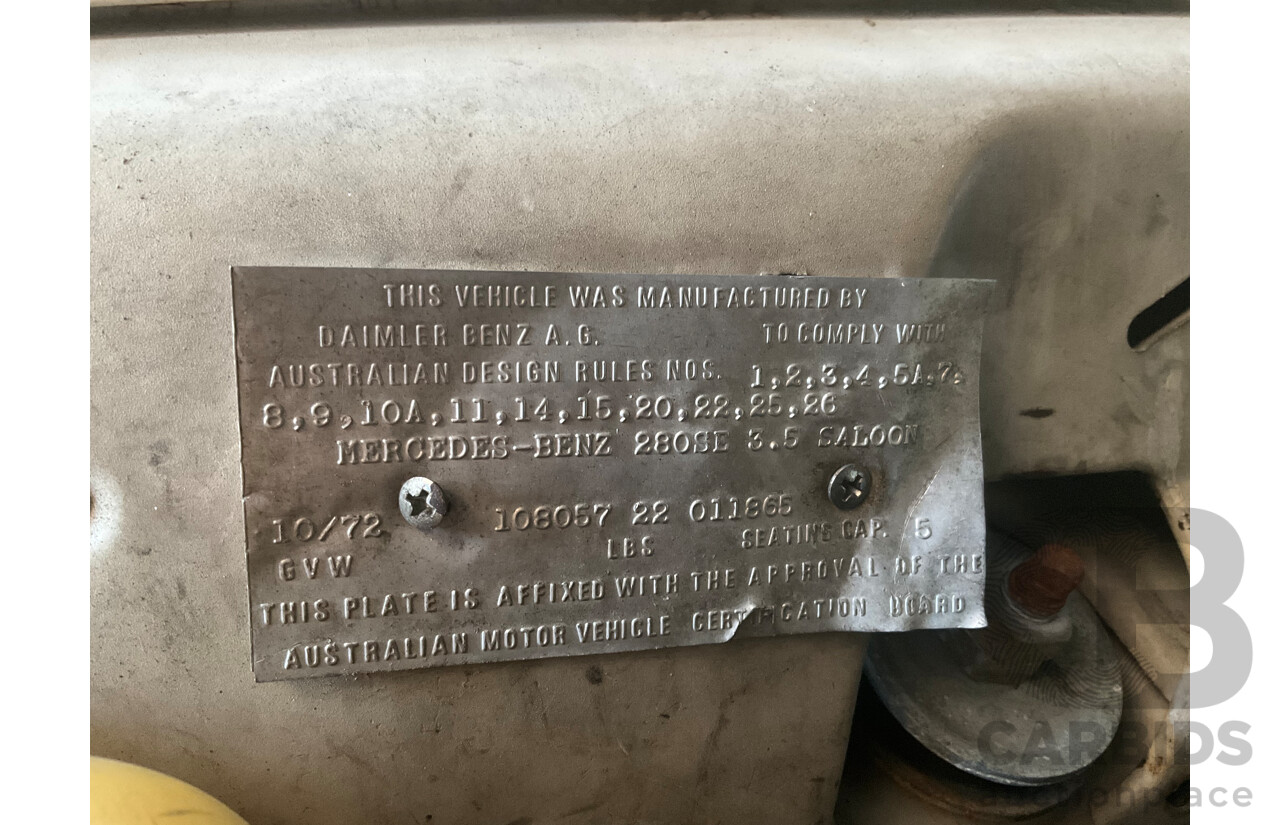 THIS VEHICLE WAS MANUFACTURED BY
DAIMLER BENZ A.G. TO COMPLY WITH
AUSTRALIAN DESIGN RULES NOS. 1,2,3,4,5A,7,
8,9,10A,11,14,15,20,22,25,26
MERCEDES-BENZ 280SE 3.5 SALOON
10/72 108057 22 011865
GVW LBS SEATING CAP. 5
THIS PLATE IS AFFIXED WITH THE APPROVAL OF THE
AUSTRALIAN MOTOR VEHICLE CERTIFICATION BOARD
B
CARBIDS
auctionplace